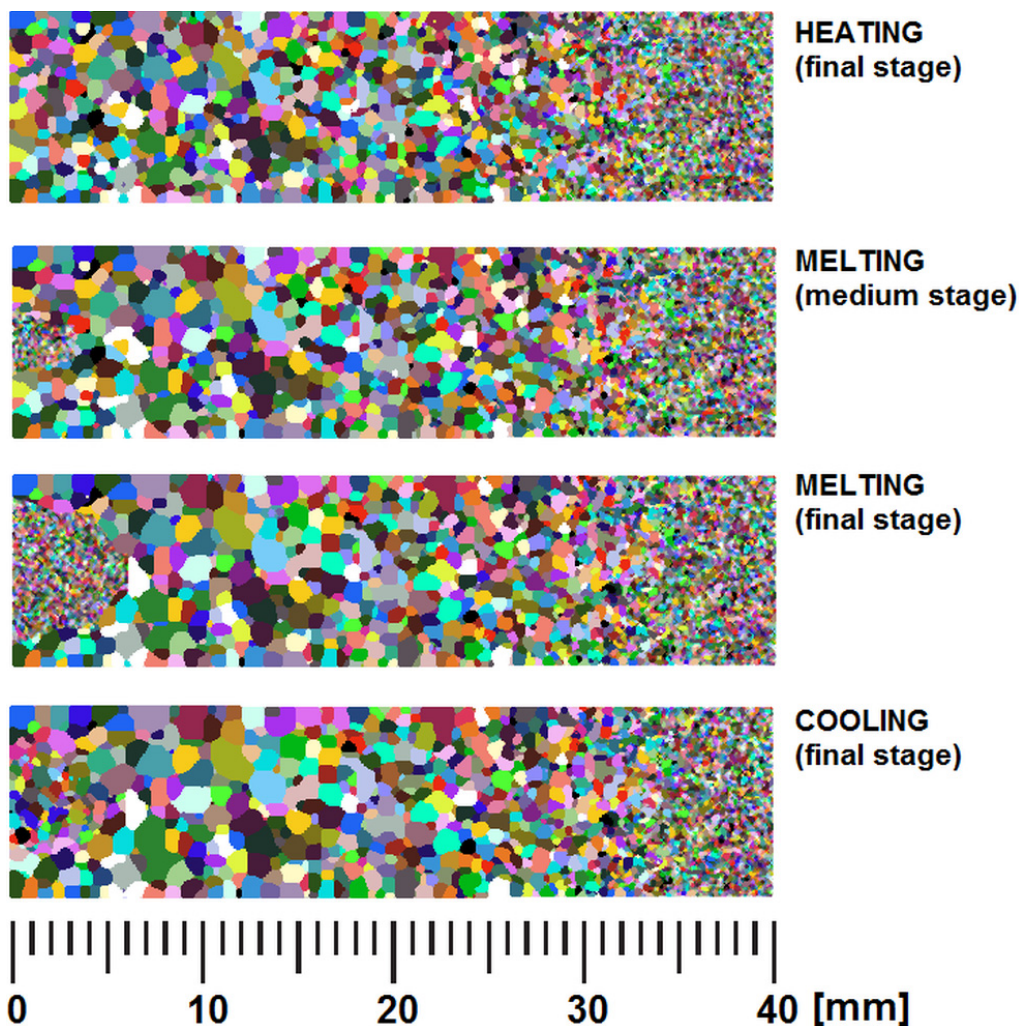 HEATING
(final stage)
MELTING
(medium stage)
MELTING
(final stage)
COOLING
(final stage)
0 10 20 30 40 [mm]